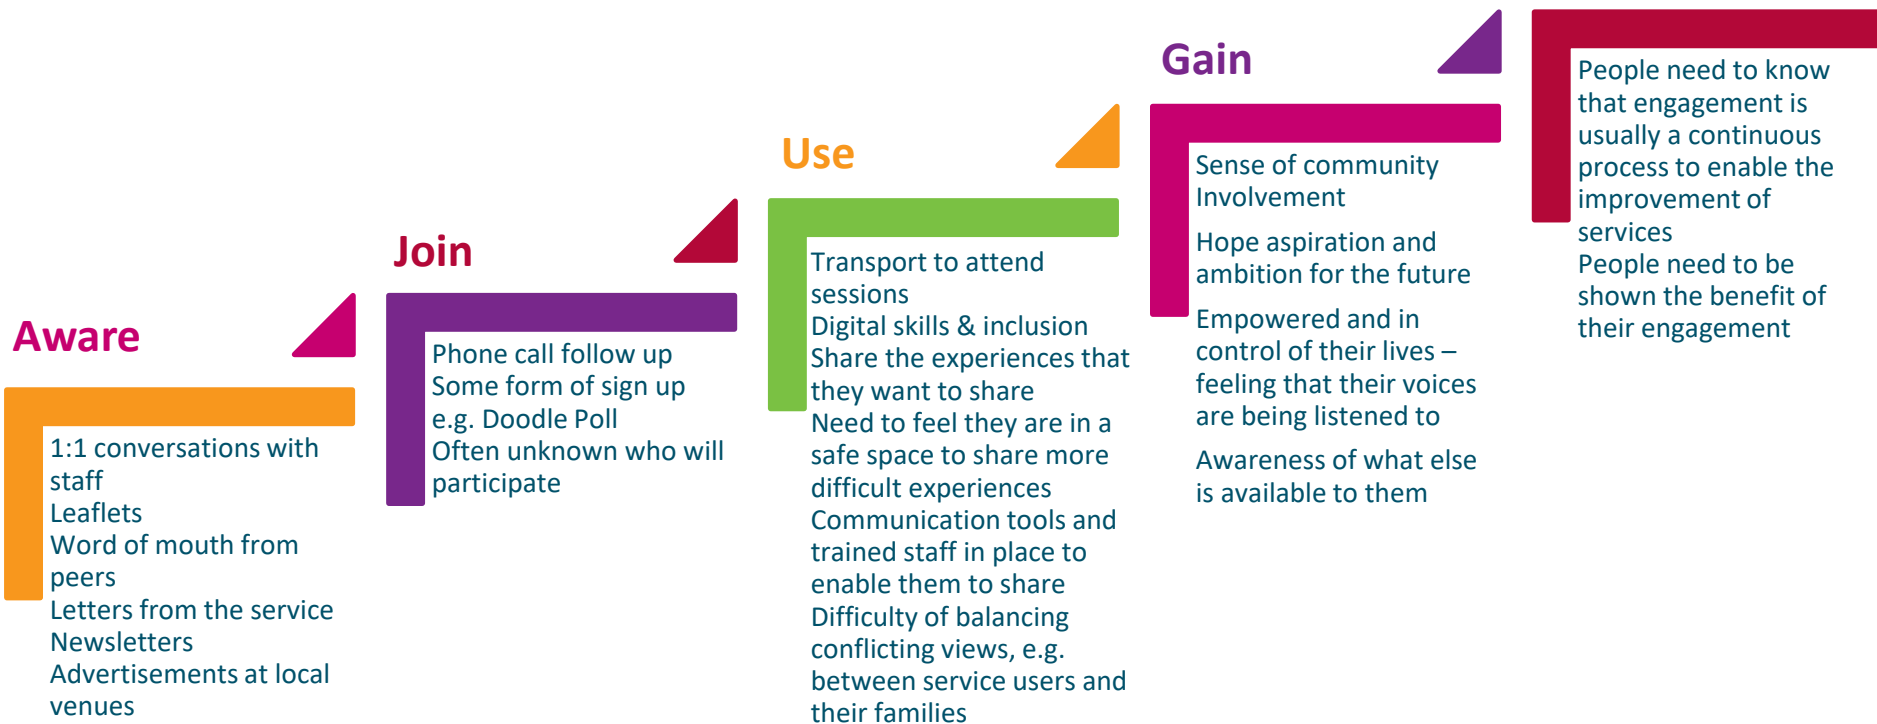 Aware
1:1 conversations with
staff
Leaflets
Word of mouth from
peers
Letters from the service
Newsletters
Advertisements at local
venues
Join
Phone call follow up
Some form of sign up
e.g. Doodle Poll
Often unknown who will
participate
Use
Transport to attend
sessions
Digital skills & inclusion
Share the experiences that
they want to share
Need to feel they are in a
safe space to share more
difficult experiences
Communication tools and
trained staff in place to
enable them to share
Difficulty of balancing
conflicting views, e.g.
between service users and
their families
Gain
Sense of community
Involvement
Hope aspiration and
ambition for the future
Empowered and in
control of their lives –
feeling that their voices
are being listened to
Awareness of what else
is available to them
People need to know
that engagement is
usually a continuous
process to enable the
improvement of
services
People need to be
shown the benefit of
their engagement